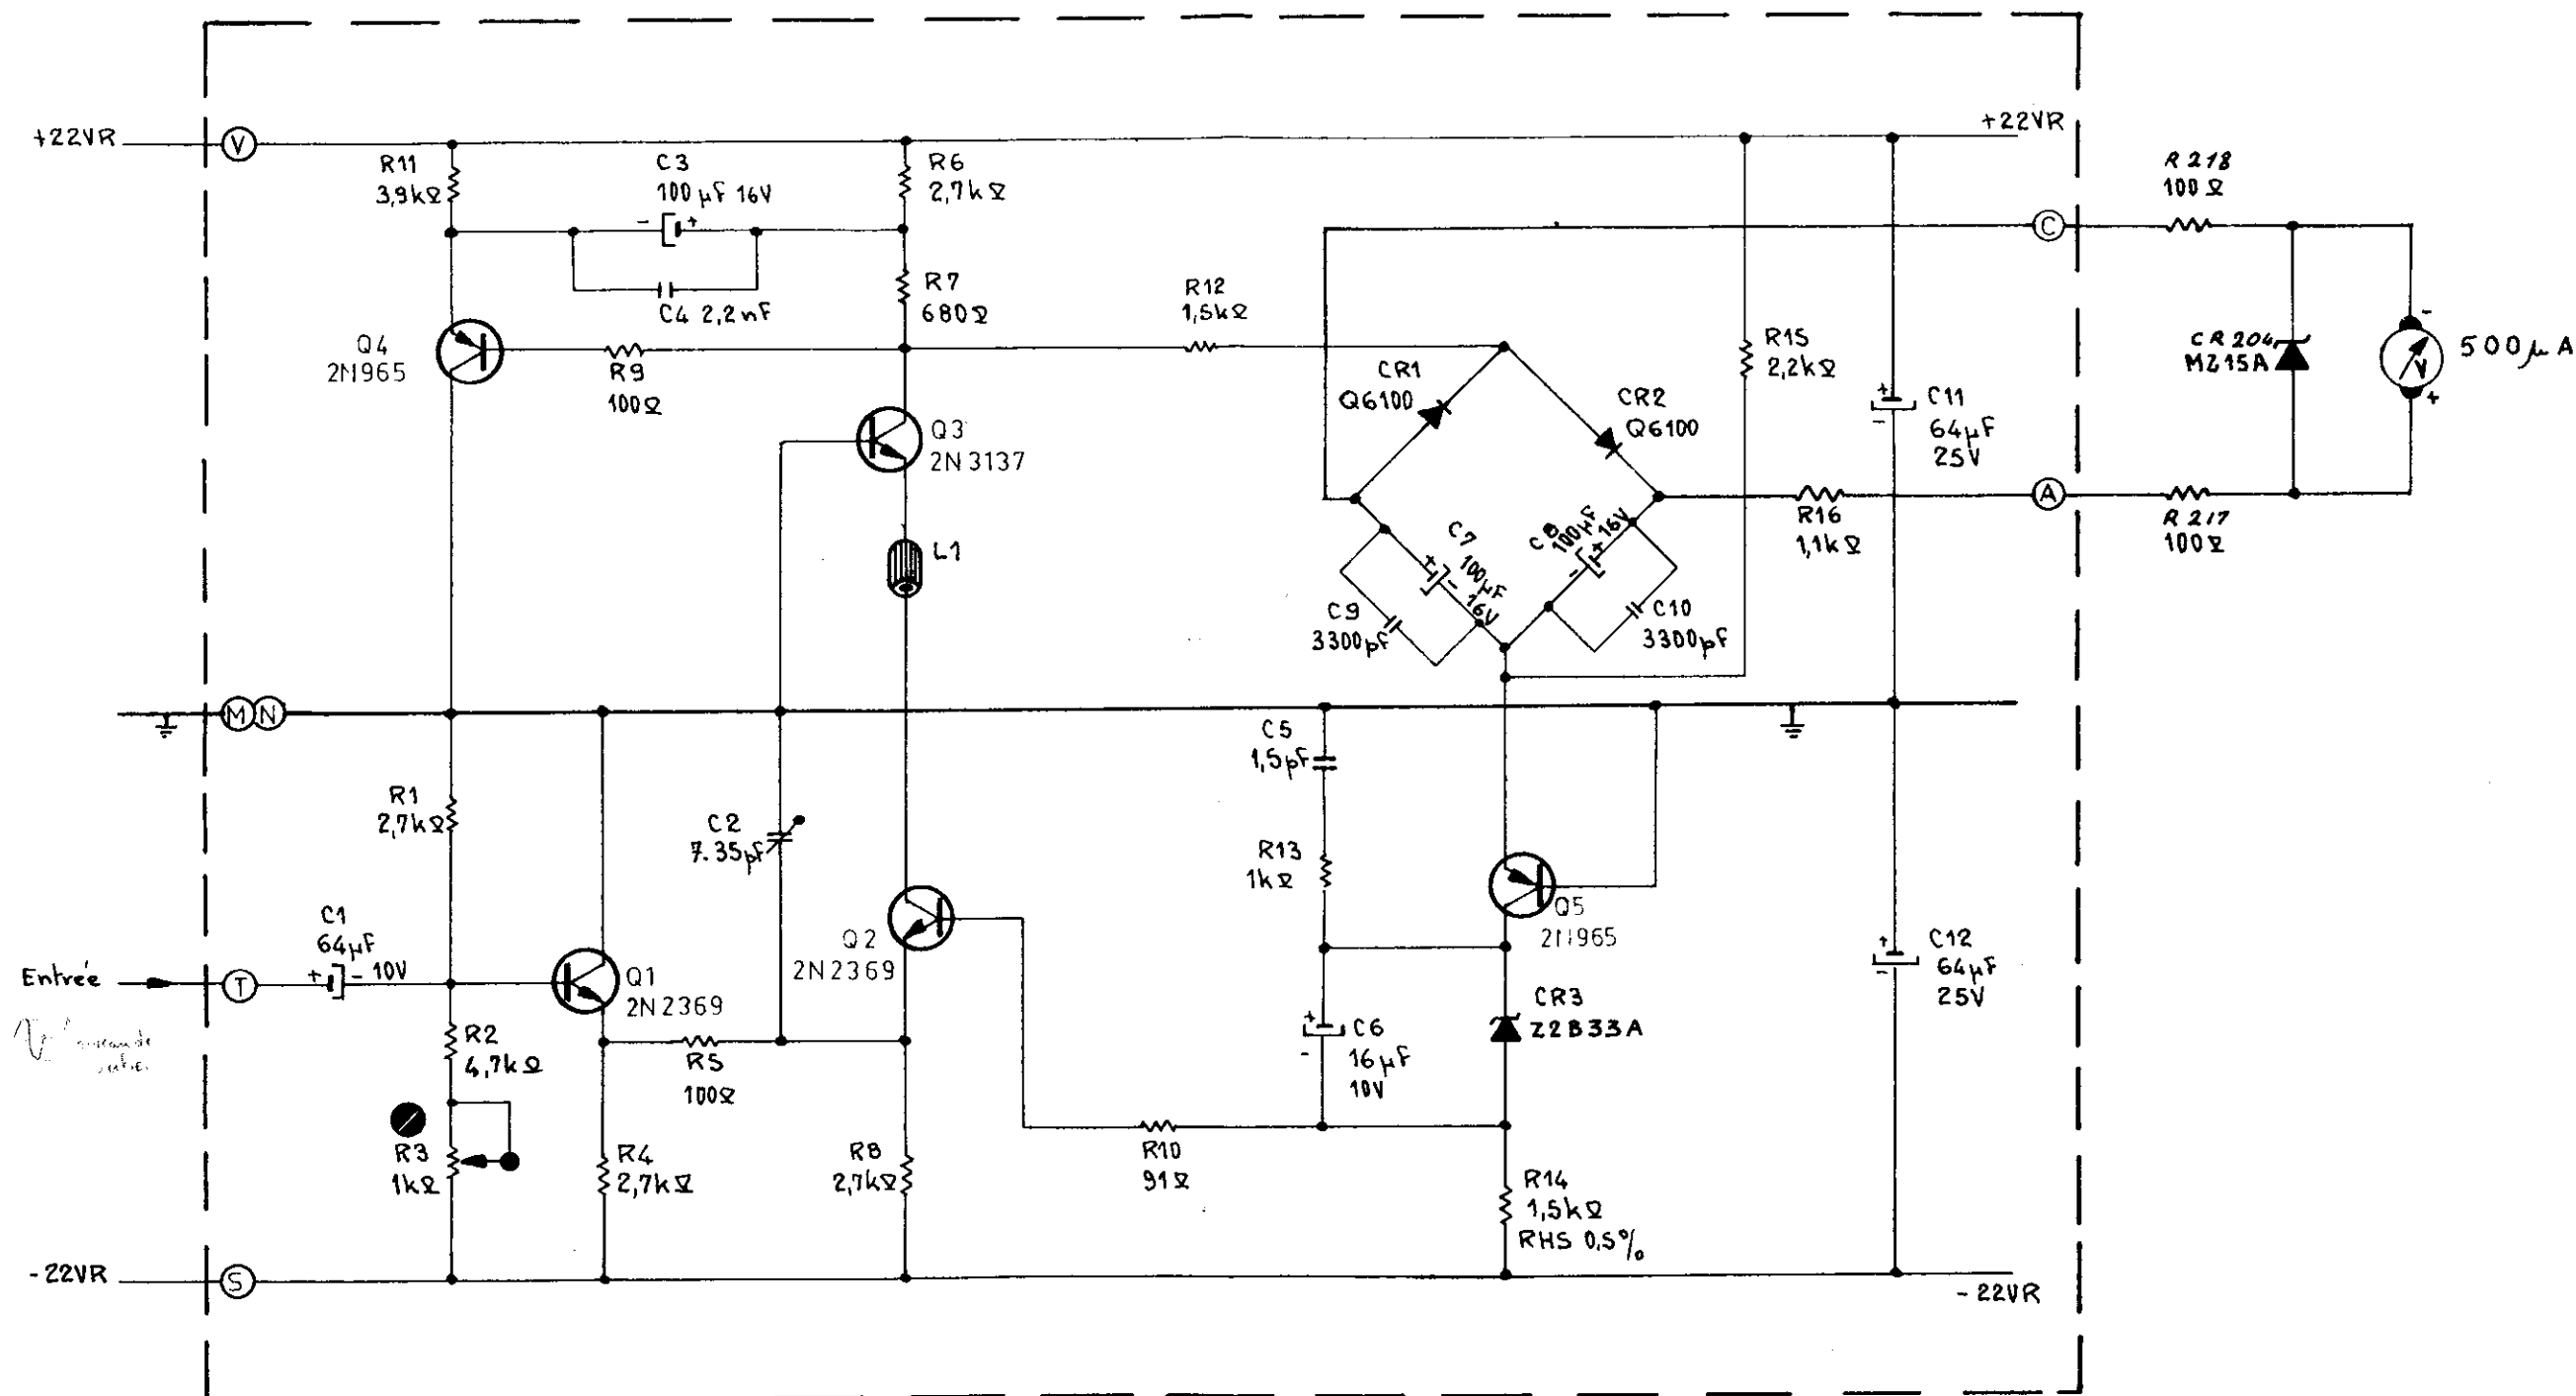 +22VR
V
+22VR
R11
3,9kΩ
C3
100µF 16V
- +
R6
2,7kΩ
R218
100Ω
C
C4 2,2nF
R7
680Ω
R12
1,5kΩ
Q4
2N965
R9
100Ω
CR1
Q6100
CR2
Q6100
R15
2,2kΩ
+
-
C11
64µF
25V
CR204
MZ15A
-
V
+
500µA
Q3
2N3137
A
R16
1,1kΩ
R217
100Ω
L1
C7
100µF
16V
+ -
C8
100µF
16V
+ -
C9
3300pF
C10
3300pF
M N
C5
1,5pF
R1
2,7kΩ
C2
7.35pF
R13
1kΩ
Q5
2N965
C1
64µF
+ - 10V
Entrée
T
Q1
2N2369
Q2
2N2369
+
-
C12
64µF
25V
CR3
Z2B33A
+
-
C6
16µF
10V
R2
4,7kΩ
R5
100Ω
R3
1kΩ
R4
2,7kΩ
R8
2,7kΩ
R10
91Ω
R14
1,5kΩ
RHS 0,5%
-22VR
S
-22VR